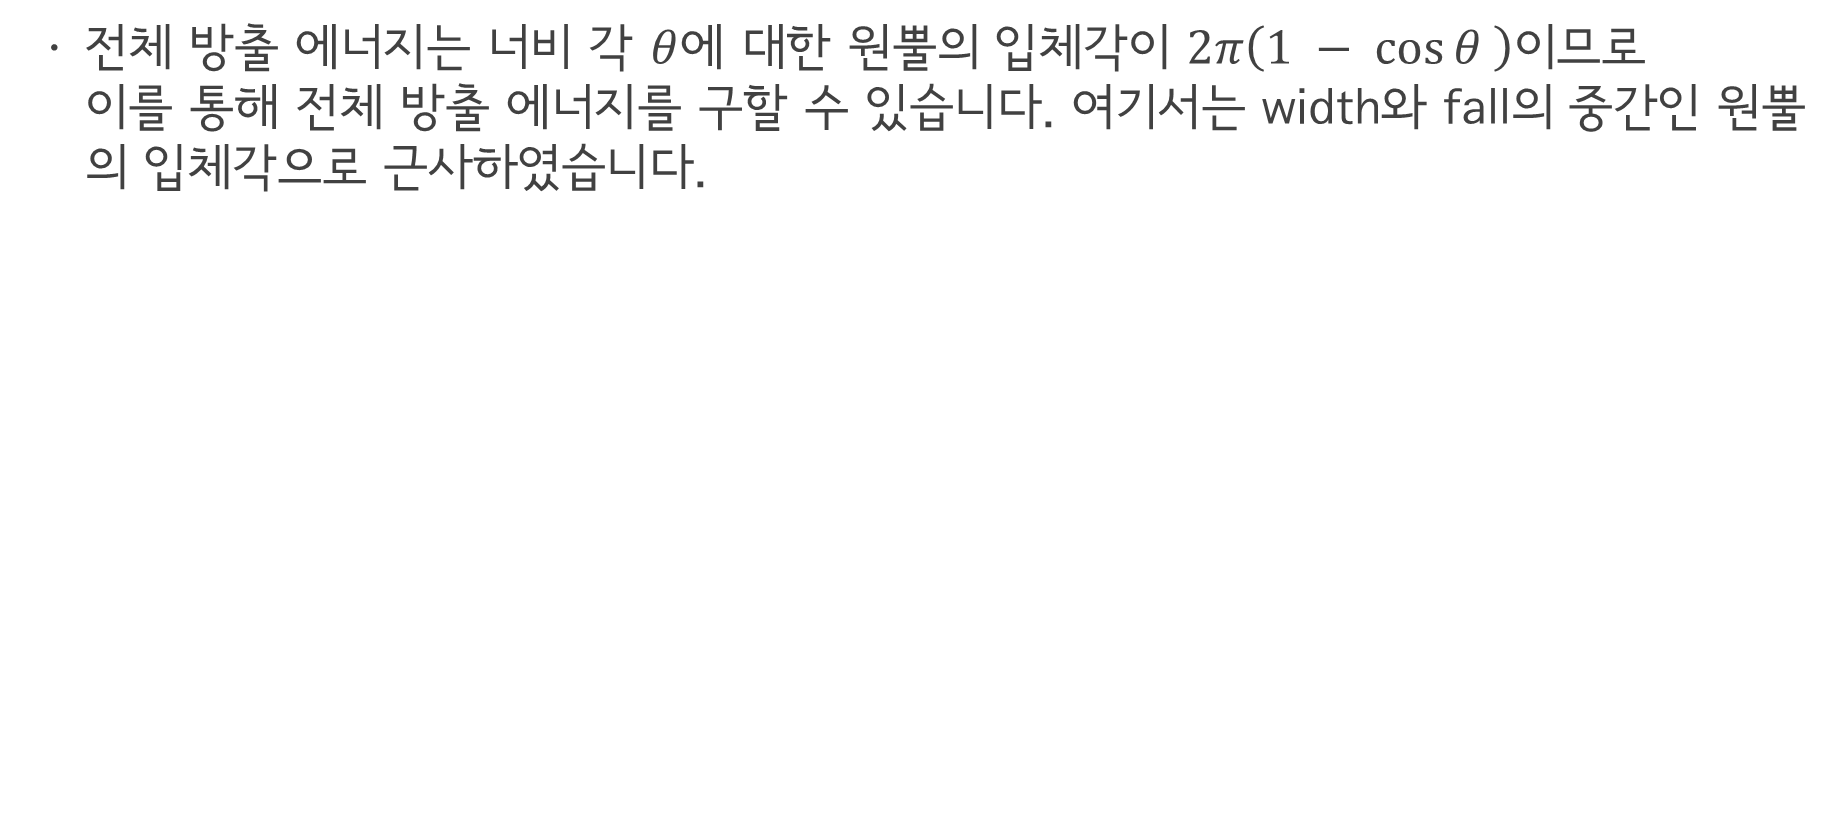 · 전체 방출 에너지는 너비 각 θ에 대한 원뿔의 입체각이 2π(1 − cos θ )이므로
이를 통해 전체 방출 에너지를 구할 수 있습니다. 여기서는 width와 fall의 중간인 원뿔
의 입체각으로 근사하였습니다.